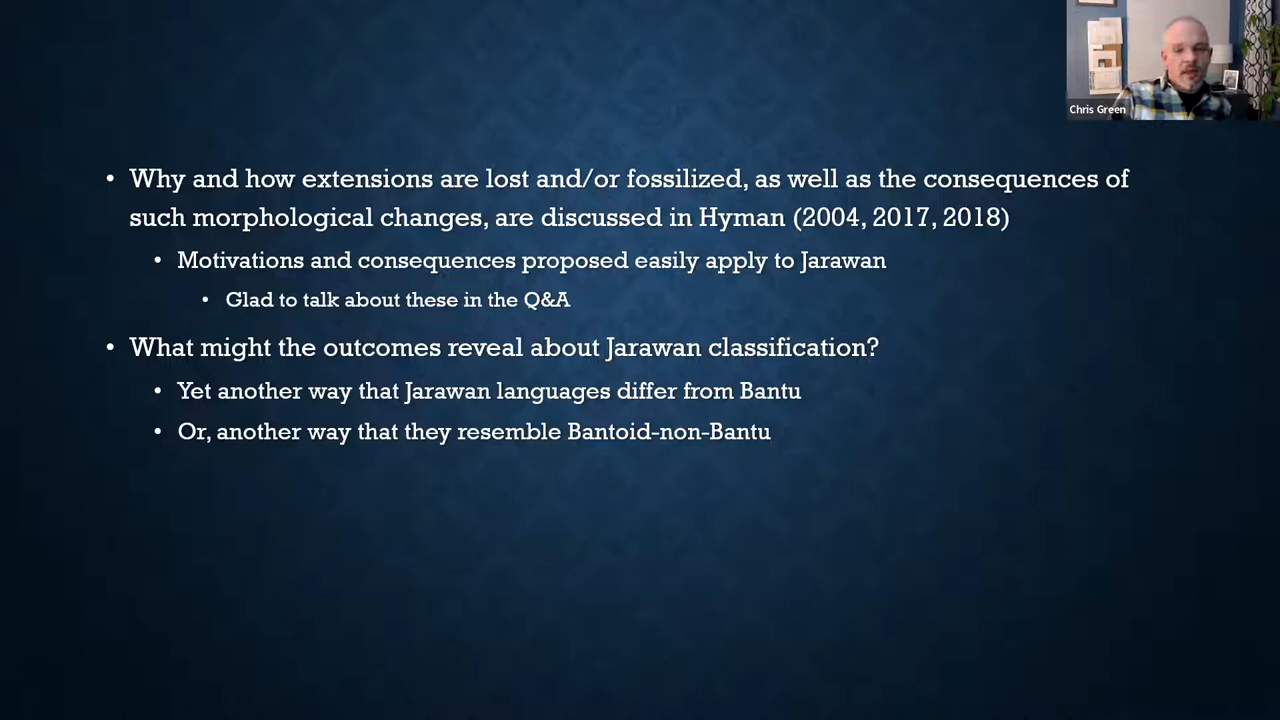 Chris Green
• Why and how extensions are lost and/or fossilized, as well as the consequences of
such morphological changes, are discussed in Hyman (2004, 2017, 2018)
• Motivations and consequences proposed easily apply to Jarawan
• Glad to talk about these in the Q&A
• What might the outcomes reveal about Jarawan classification?
• Yet another way that Jarawan languages differ from Bantu
• Or, another way that they resemble Bantoid-non-Bantu